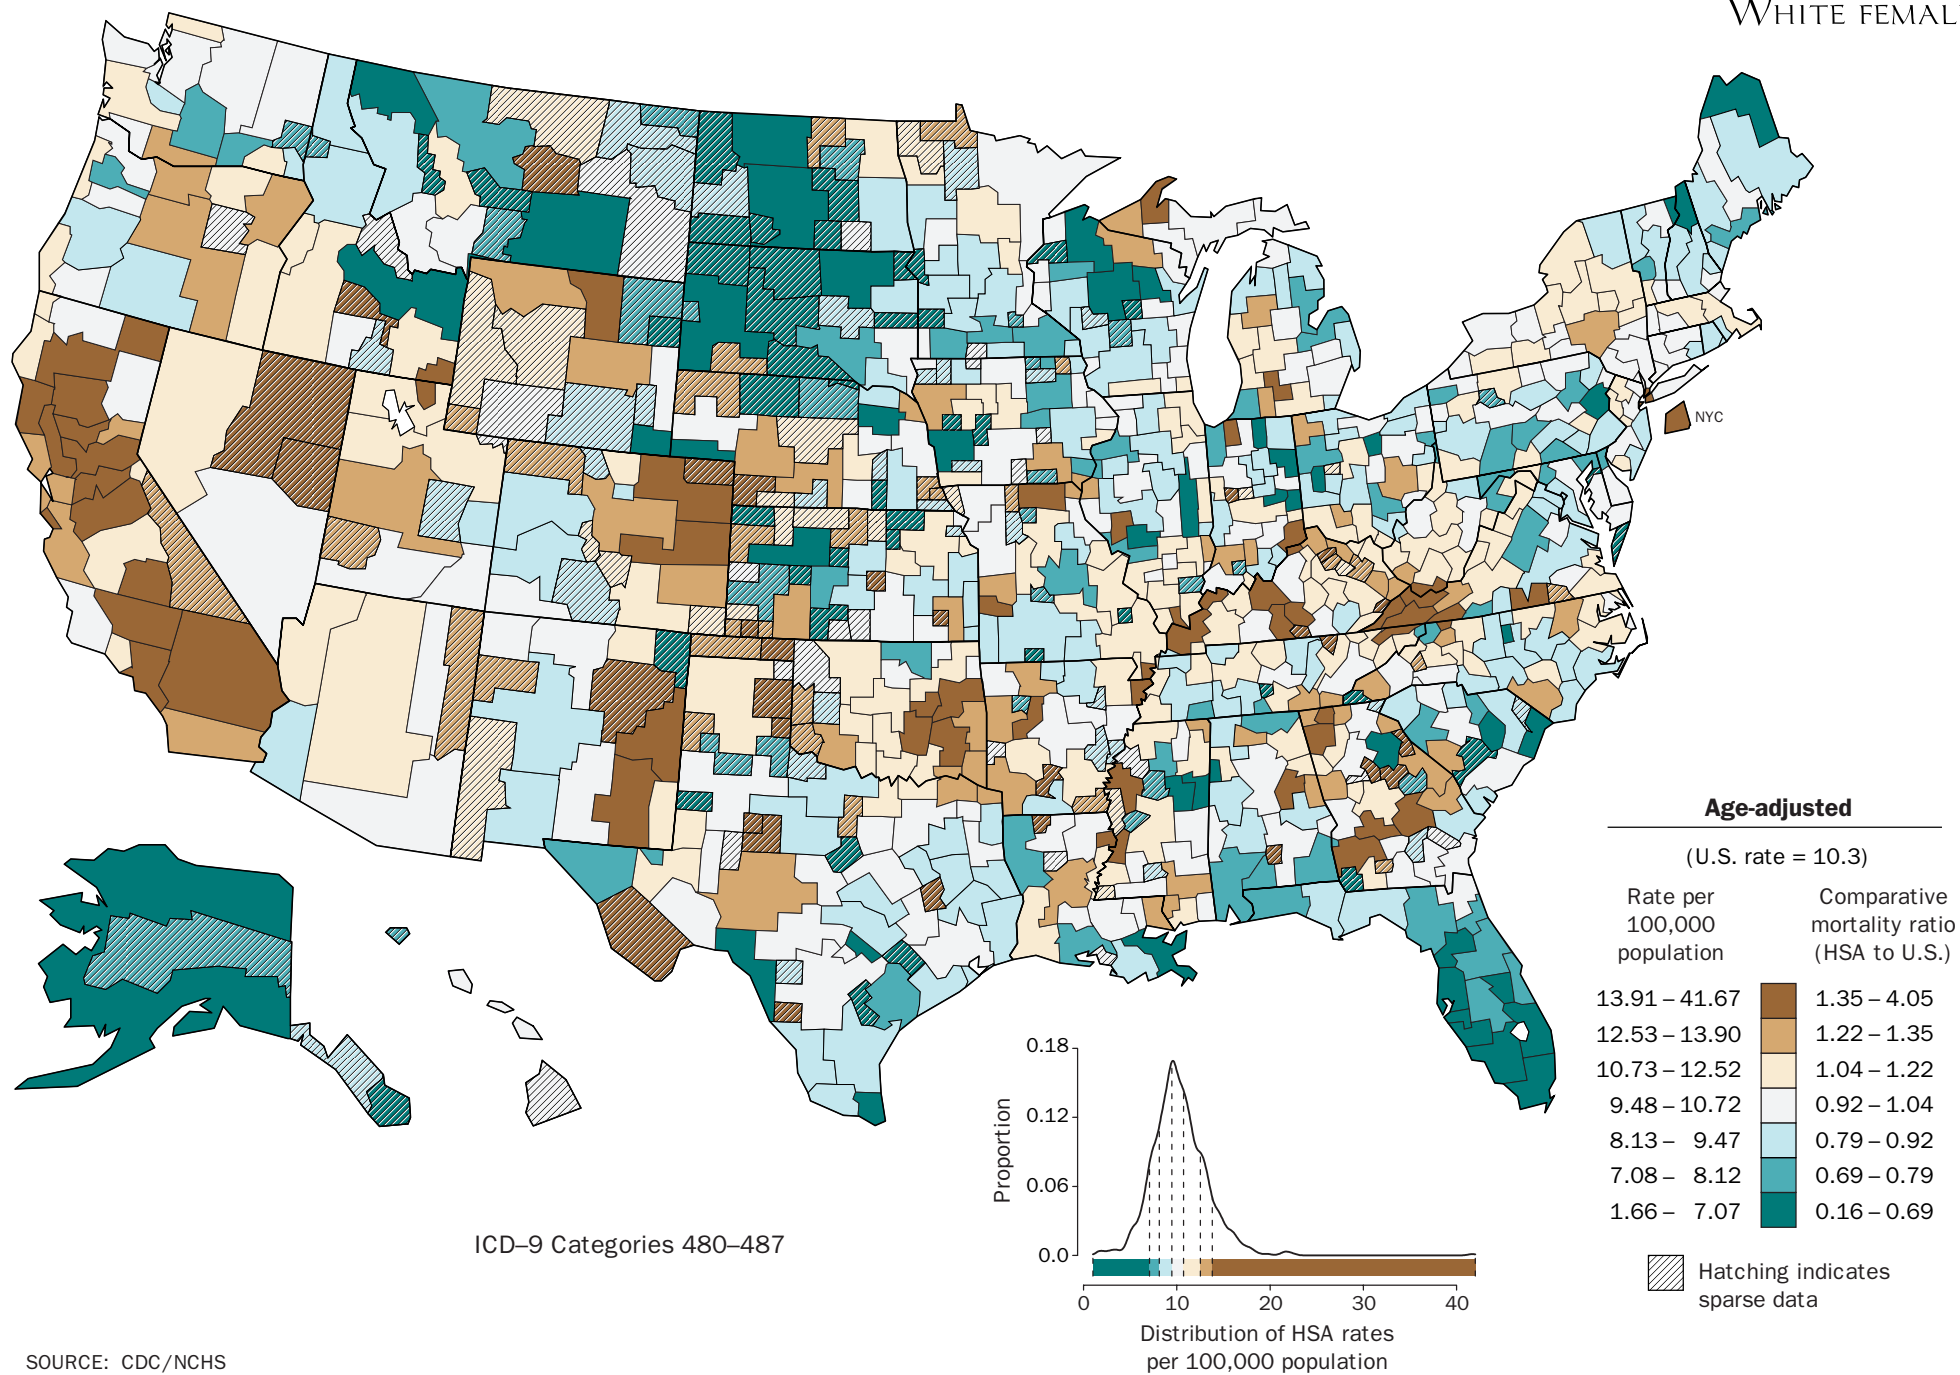 WHITE FEMAL
NYC
Age-adjusted
(U.S. rate = 10.3)
Rate per
100,000
population
Comparative
mortality ratio
(HSA to U.S.)
13.91 – 41.67 1.35 – 4.05
12.53 – 13.90 1.22 – 1.35
10.73 – 12.52 1.04 – 1.22
9.48 – 10.72 0.92 – 1.04
8.13 – 9.47 0.79 – 0.92
7.08 – 8.12 0.69 – 0.79
1.66 – 7.07 0.16 – 0.69
Hatching indicates
sparse data
0.18
0.12
0.06
0.0
Proportion
0 10 20 30 40
Distribution of HSA rates
per 100,000 population
ICD–9 Categories 480–487
SOURCE: CDC/NCHS